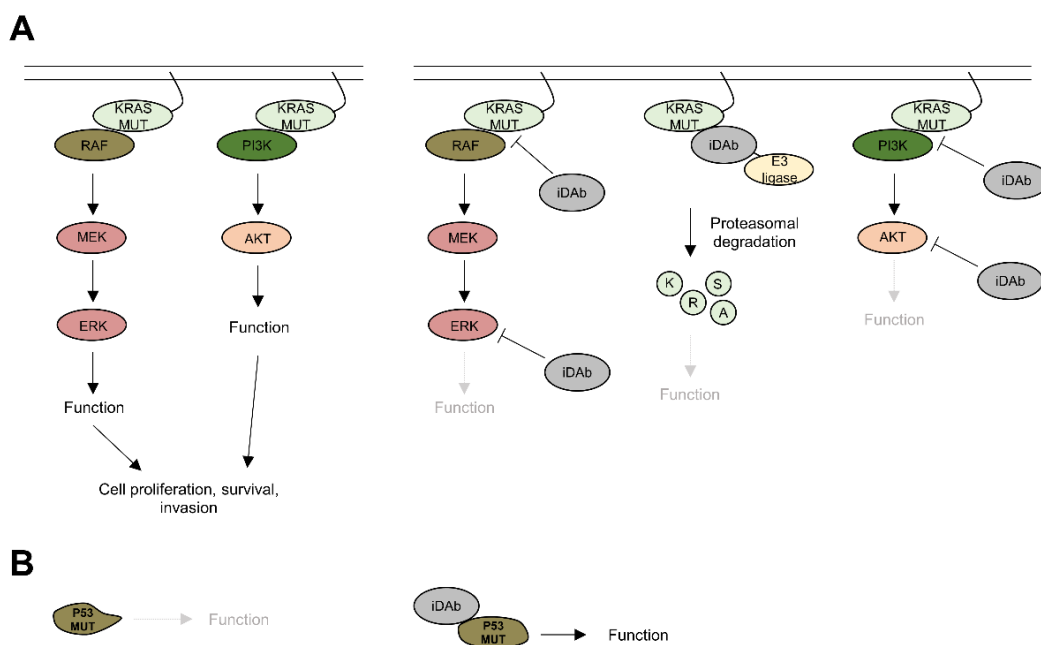 A
KRAS
MUT
RAF
MEK
ERK
Function
KRAS
MUT
PI3K
AKT
Function
Cell proliferation, survival,
invasion
KRAS
MUT
RAF
iDAb
MEK
ERK
iDAb
Function
KRAS
MUT
iDAb
E3
ligase
Proteasomal
degradation
K
R
S
A
Function
KRAS
MUT
PI3K
iDAb
AKT
iDAb
Function
B
P53
MUT
Function
iDAb
P53
MUT
Function